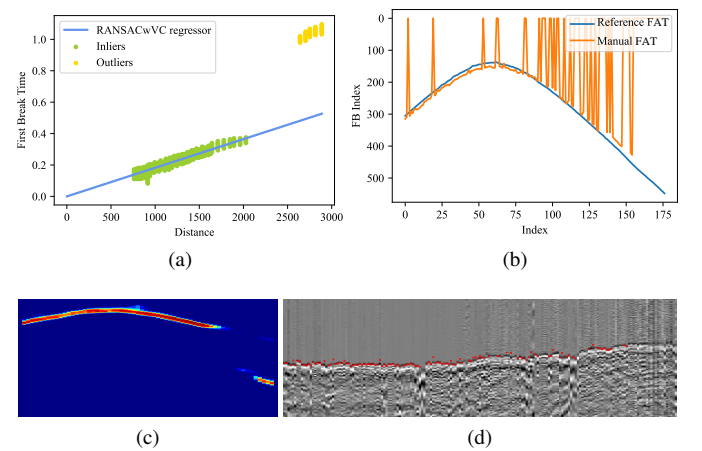 RANSACwVC regressor
Inliers
Outliers
First Break Time
1.0
0.8
0.6
0.4
0.2
0.0
0 500 1000 1500 2000 2500 3000
Distance
(a)
Reference FAT
Manual FAT
FB Index
0
100
200
300
400
500
0 25 50 75 100 125 150 175
Index
(b)
(c)
(d)